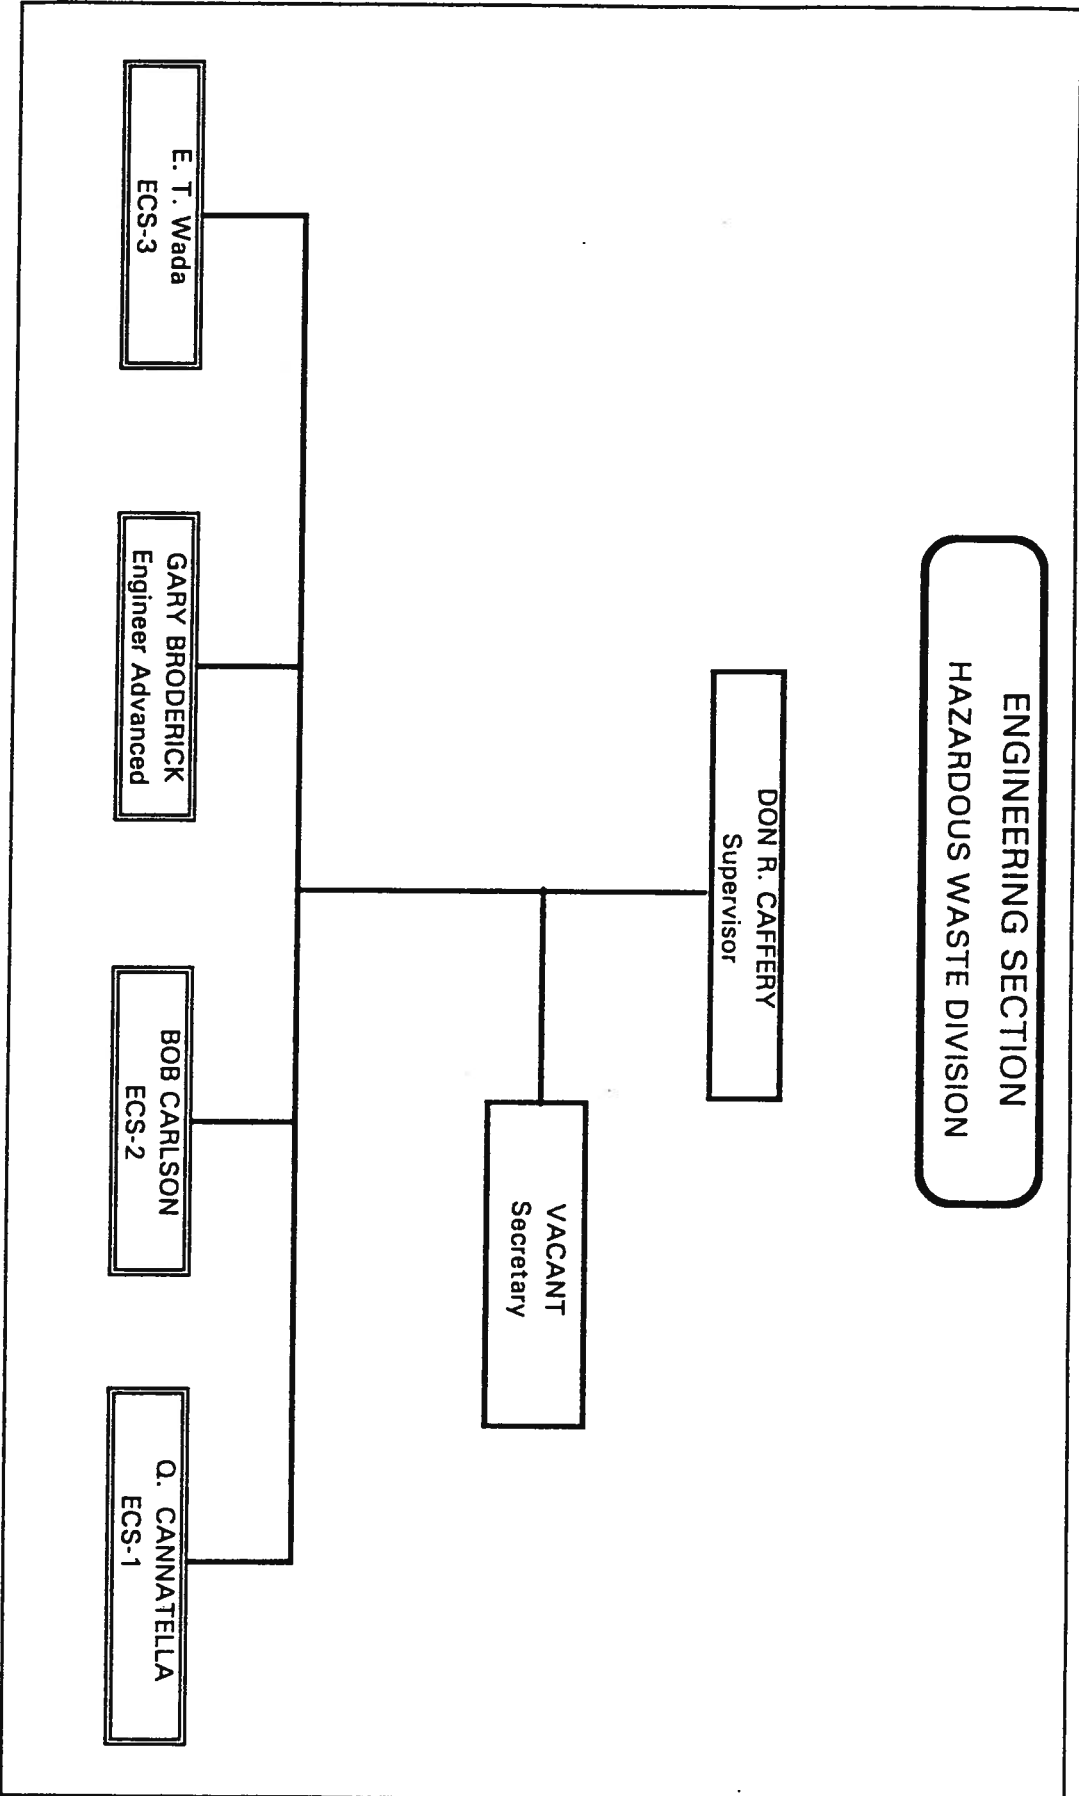 ENGINEERING SECTION
HAZARDOUS WASTE DIVISION
DON R. CAFFERY
Supervisor
VACANT
Secretary
E. T. Wada
ECS-3
GARY BRODERICK
Engineer Advanced
BOB CARLSON
ECS-2
Q. CANNATELLA
ECS-1